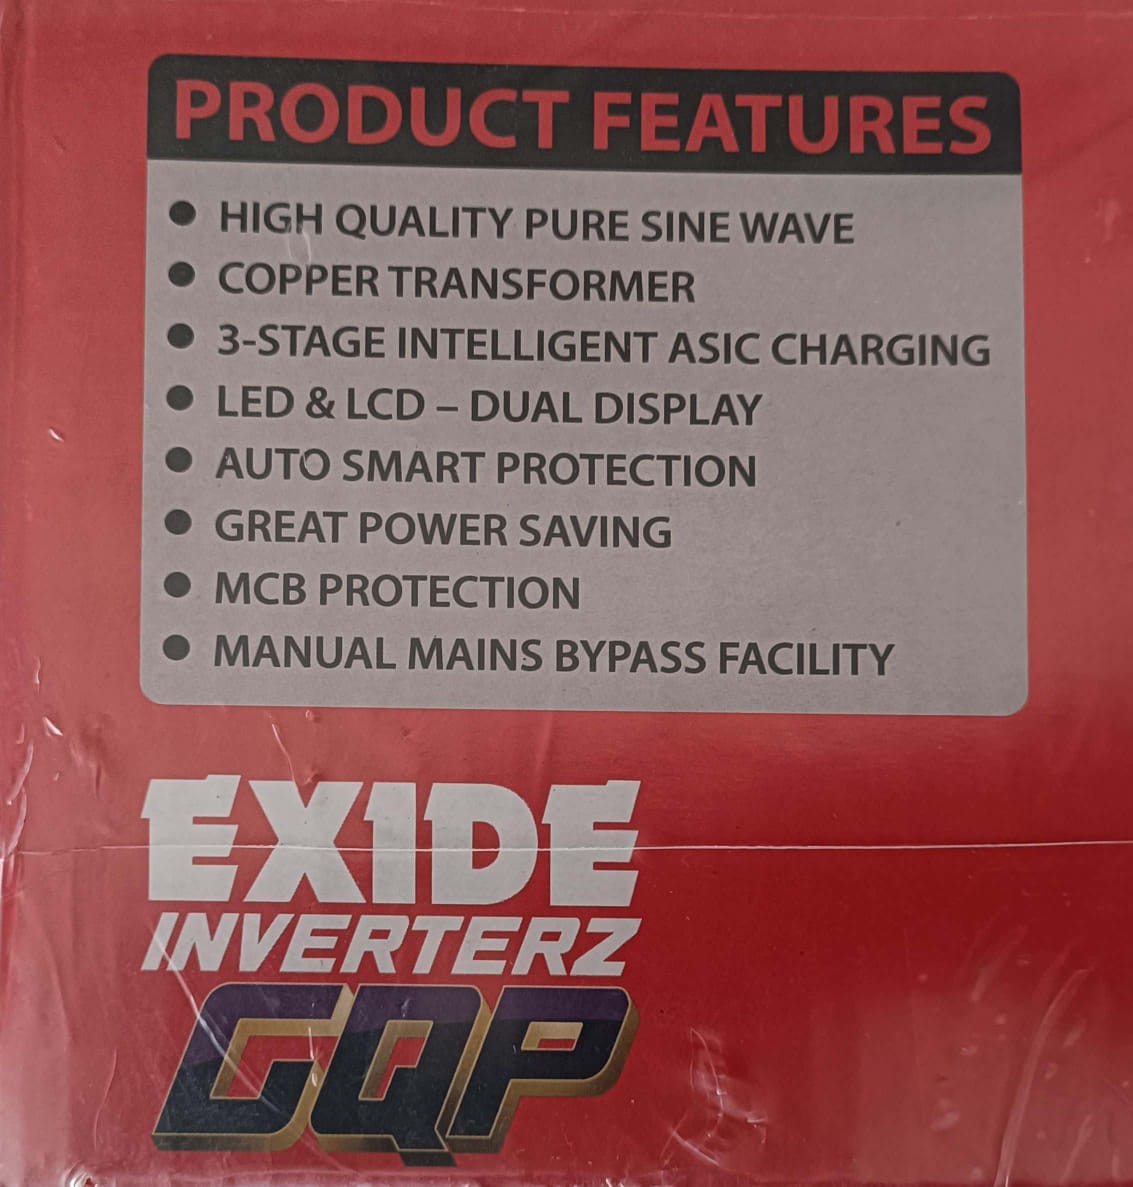 PRODUCT FEATURES
● HIGH QUALITY PURE SINE WAVE
● COPPER TRANSFORMER
● 3-STAGE INTELLIGENT ASIC CHARGING
● LED & LCD – DUAL DISPLAY
● AUTO SMART PROTECTION
● GREAT POWER SAVING
● MCB PROTECTION
● MANUAL MAINS BYPASS FACILITY
EXIDE
INVERTERZ
GQP